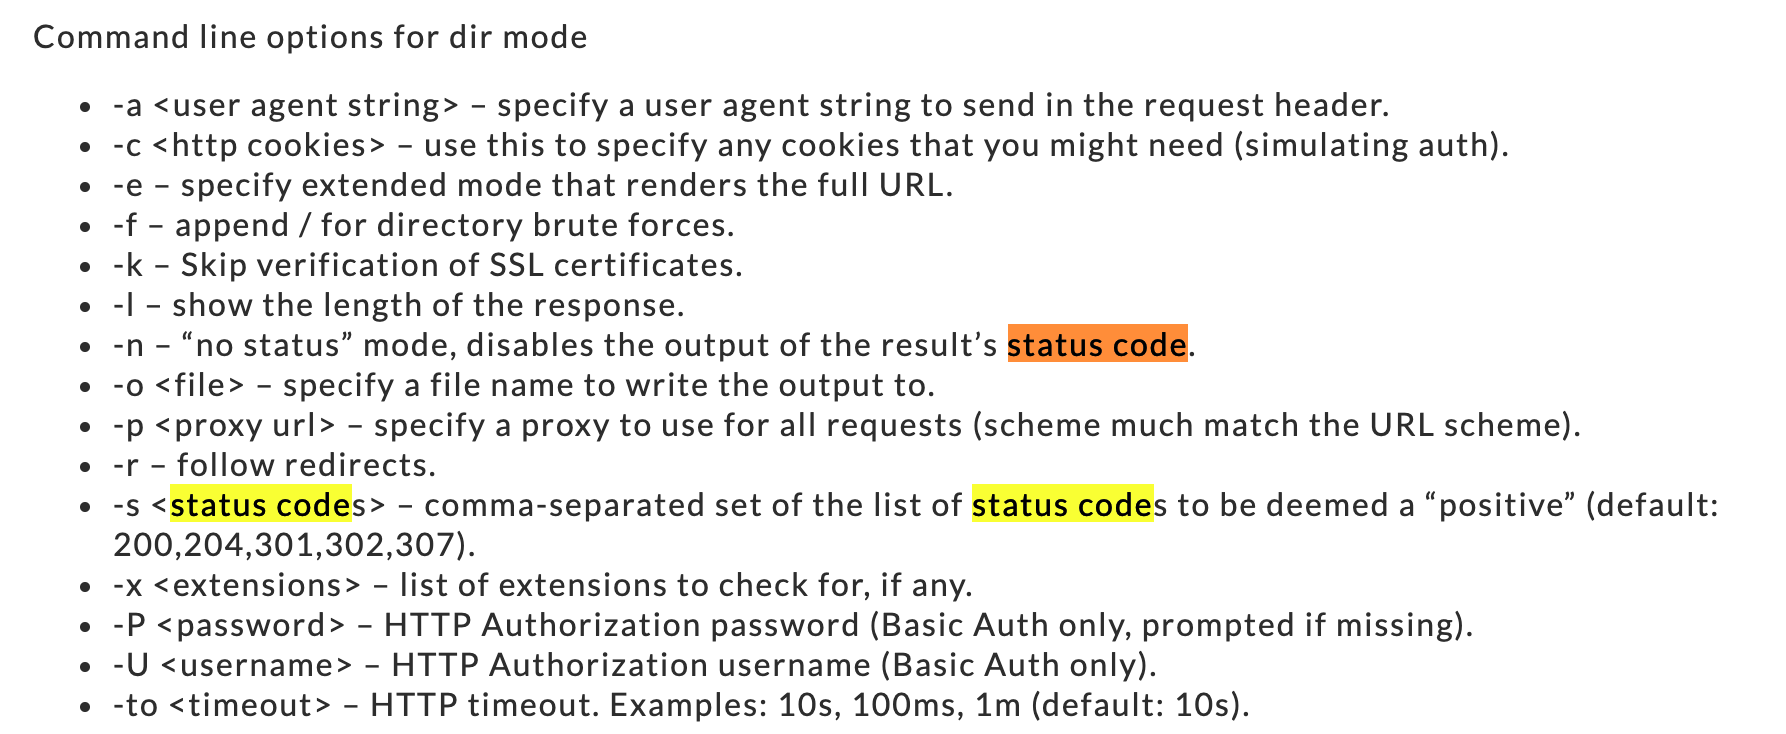 Command line options for dir mode
• -a <user agent string> – specify a user agent string to send in the request header.
• -c <http cookies> – use this to specify any cookies that you might need (simulating auth).
• -e – specify extended mode that renders the full URL.
• -f – append / for directory brute forces.
• -k – Skip verification of SSL certificates.
• -l – show the length of the response.
• -n – “no status” mode, disables the output of the result’s status code.
• -o <file> – specify a file name to write the output to.
• -p <proxy url> – specify a proxy to use for all requests (scheme much match the URL scheme).
• -r – follow redirects.
• -s <status codes> – comma-separated set of the list of status codes to be deemed a “positive” (default:
200,204,301,302,307).
• -x <extensions> – list of extensions to check for, if any.
• -P <password> – HTTP Authorization password (Basic Auth only, prompted if missing).
• -U <username> – HTTP Authorization username (Basic Auth only).
• -to <timeout> – HTTP timeout. Examples: 10s, 100ms, 1m (default: 10s).